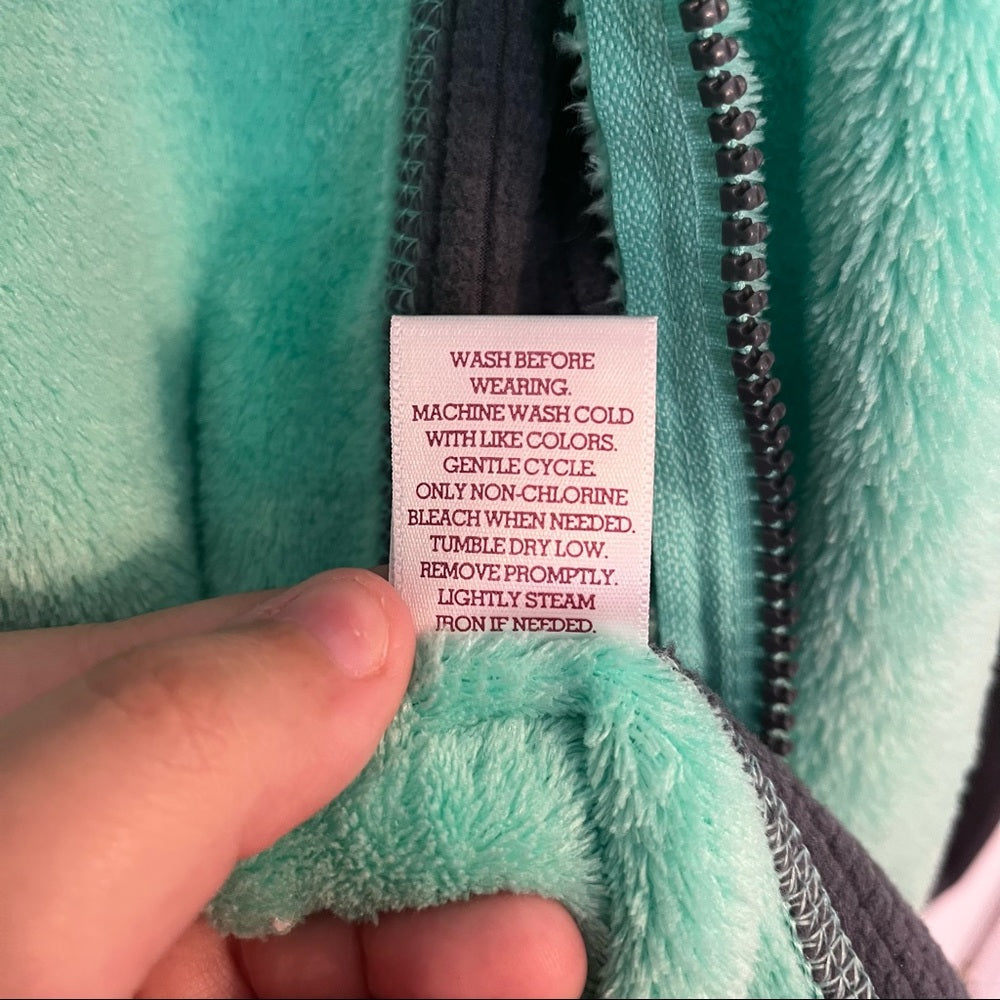 WASH BEFORE
WEARING.
MACHINE WASH COLD
WITH LIKE COLORS.
GENTLE CYCLE.
ONLY NON-CHLORINE
BLEACH WHEN NEEDED.
TUMBLE DRY LOW.
REMOVE PROMPTLY.
LIGHTLY STEAM
IRON IF NEEDED.